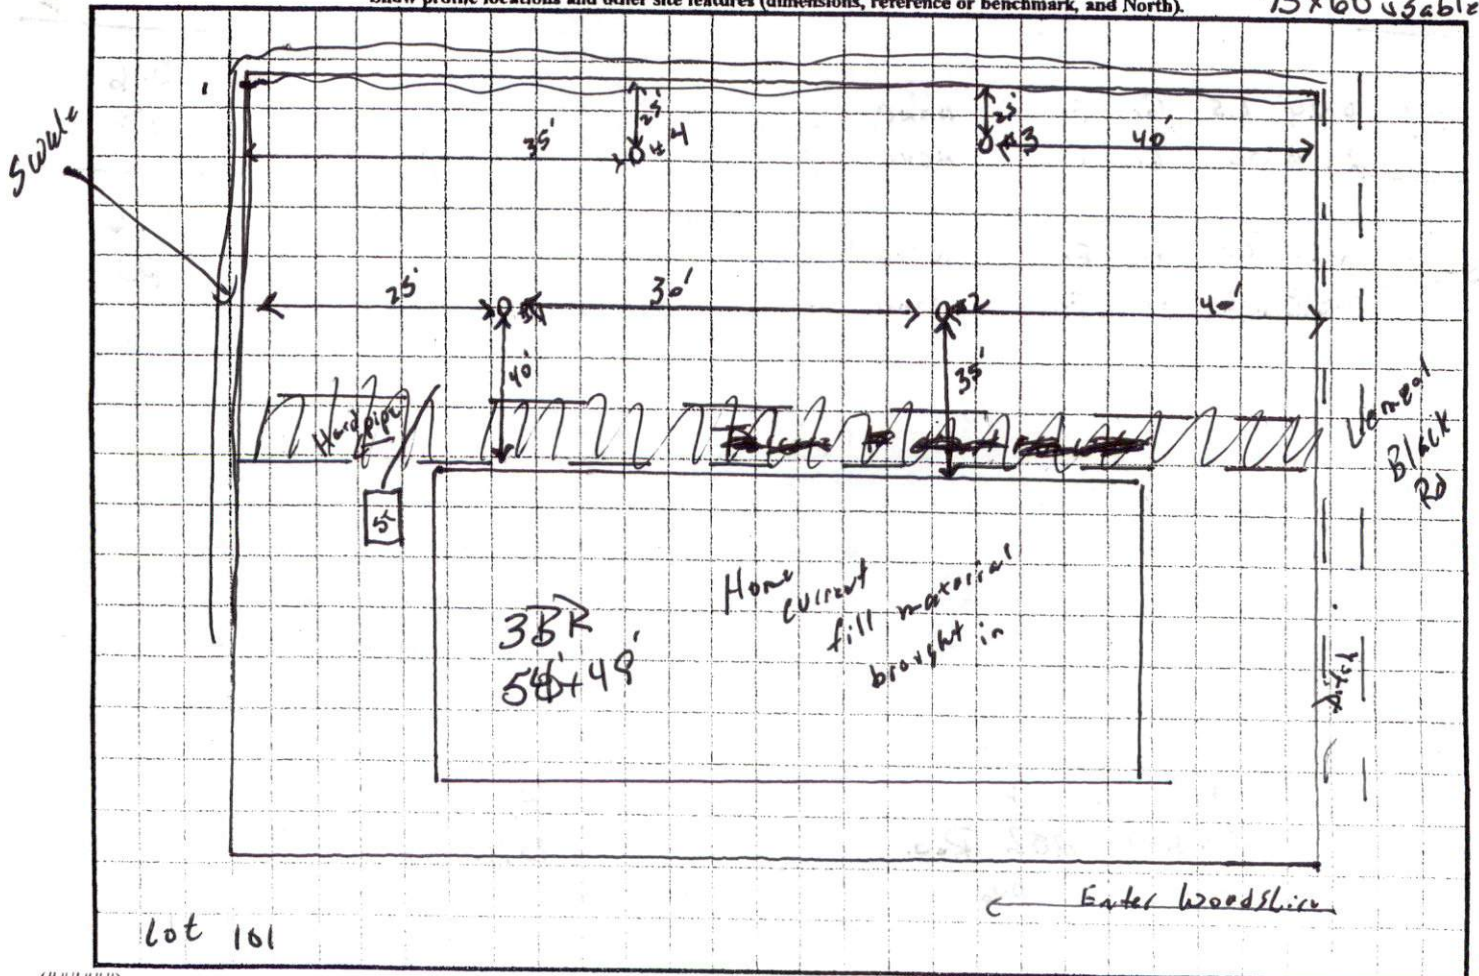 Show profile locations and other site features (dimensions, reference or benchmark, and North).
75x60 usable
Swale
25'
#4
35'
25'
#3
40'
25'
30'
#2
40'
40'
35'
Hard pipe
Black
Rd
3BR
Home
current
fill material
brought in
Ditch
Enter Woodshire
Lot 101